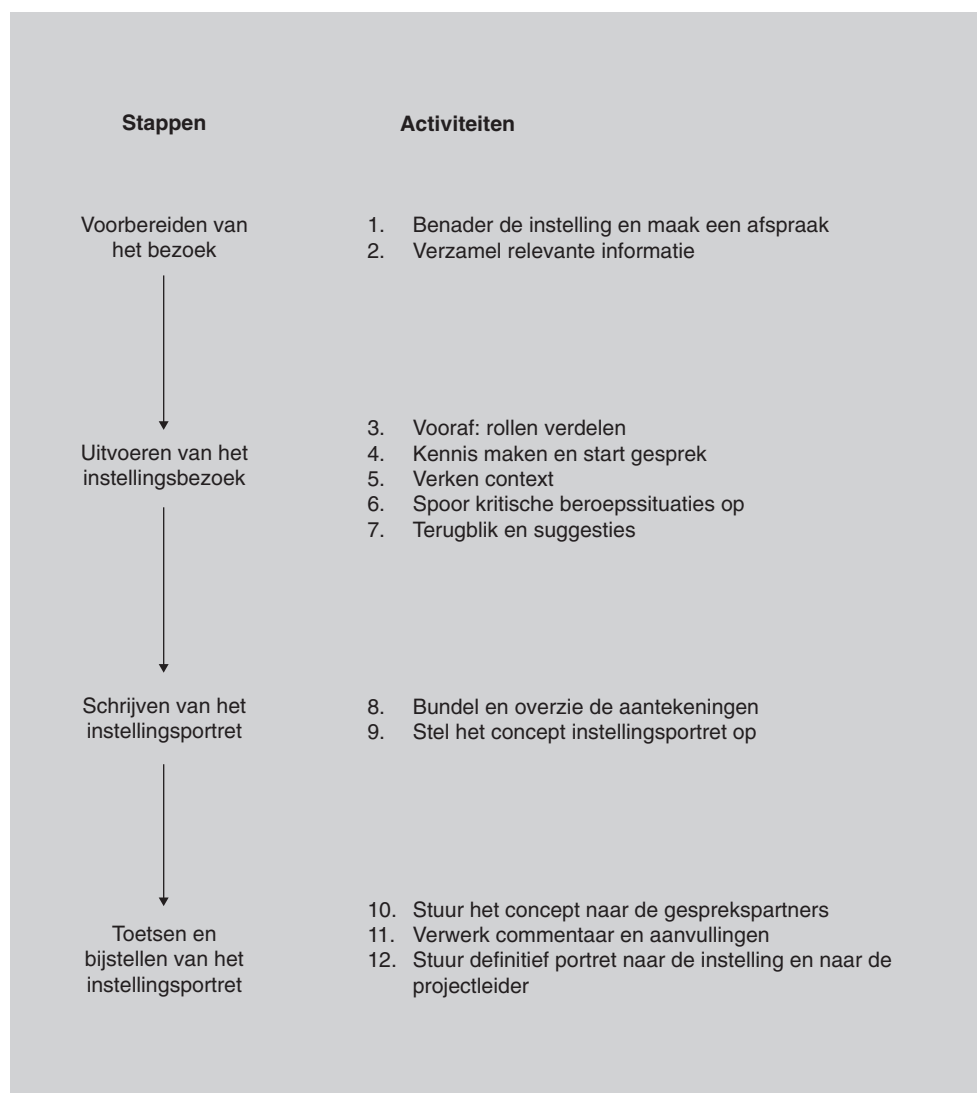 Stappen
Activiteiten
Voorbereiden van
het bezoek
1. Benader de instelling en maak een afspraak
2. Verzamel relevante informatie
Uitvoeren van het
instellingsbezoek
3. Vooraf: rollen verdelen
4. Kennis maken en start gesprek
5. Verken context
6. Spoor kritische beroepssituaties op
7. Terugblik en suggesties
Schrijven van het
instellingsportret
8. Bundel en overzie de aantekeningen
9. Stel het concept instellingsportret op
Toetsen en
bijstellen van het
instellingsportret
10. Stuur het concept naar de gesprekspartners
11. Verwerk commentaar en aanvullingen
12. Stuur definitief portret naar de instelling en naar de
projectleider